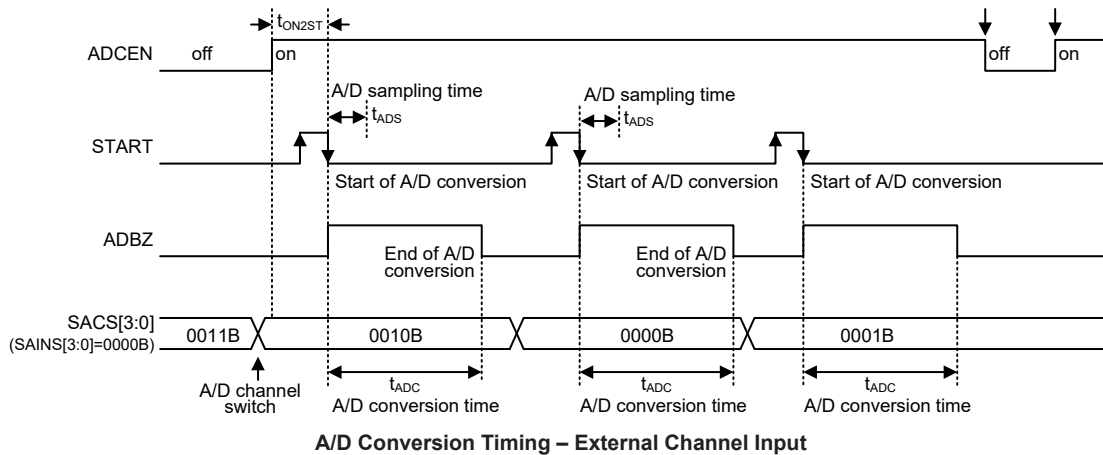 tON2ST
ADCEN
off
on
off
on
A/D sampling time
tADS
A/D sampling time
tADS
START
Start of A/D conversion
Start of A/D conversion
Start of A/D conversion
ADBZ
End of A/D
conversion
End of A/D
conversion
SACS[3:0]
(SAINS[3:0]=0000B)
0011B
0010B
0000B
0001B
A/D channel
switch
tADC
A/D conversion time
tADC
A/D conversion time
tADC
A/D conversion time
A/D Conversion Timing – External Channel Input